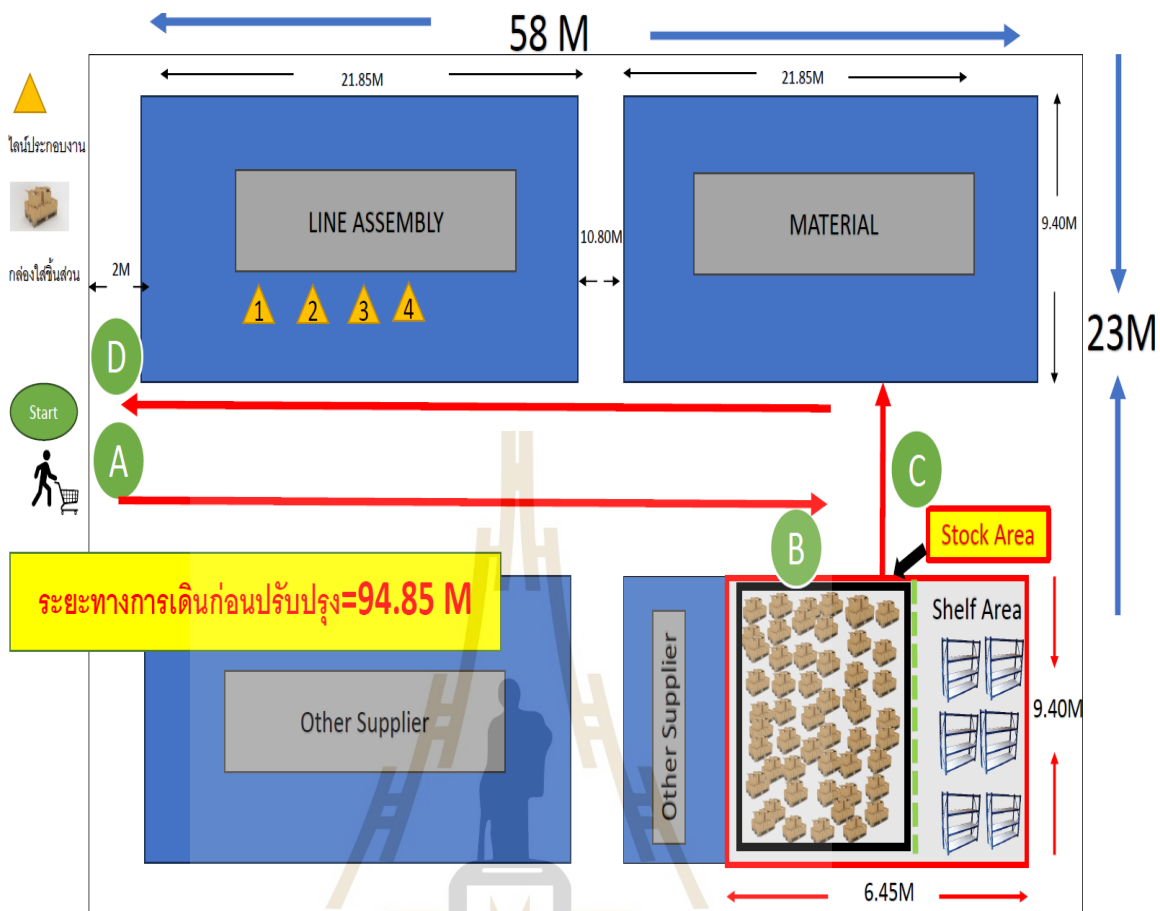 58 M
21.85M
21.85M
ไลน์ประกอบงาน
LINE ASSEMBLY
MATERIAL
10.80M
9.40M
2M
กล่องใส่ชิ้นส่วน
1
2
3
4
23M
D
Start
A
C
B
Stock Area
ระยะทางการเดินก่อนปรับปรุง=94.85 M
Shelf Area
Other Supplier
Other Supplier
9.40M
6.45M